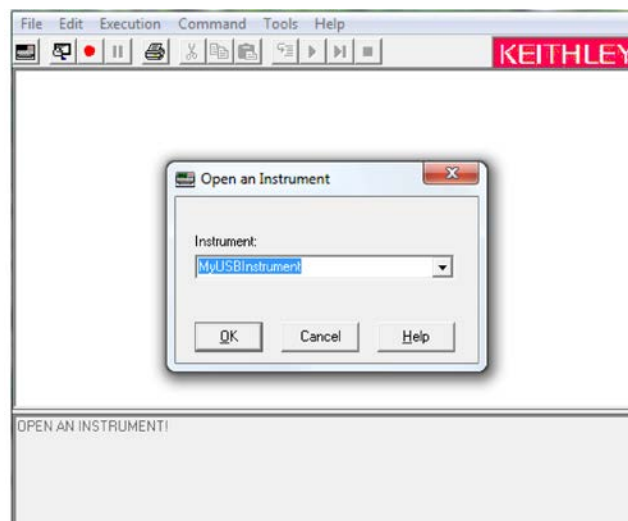 File Edit Execution Command Tools Help
KEITHLEY
Open an Instrument
Instrument:
MyUSBInstrument
OK Cancel Help
OPEN AN INSTRUMENT!